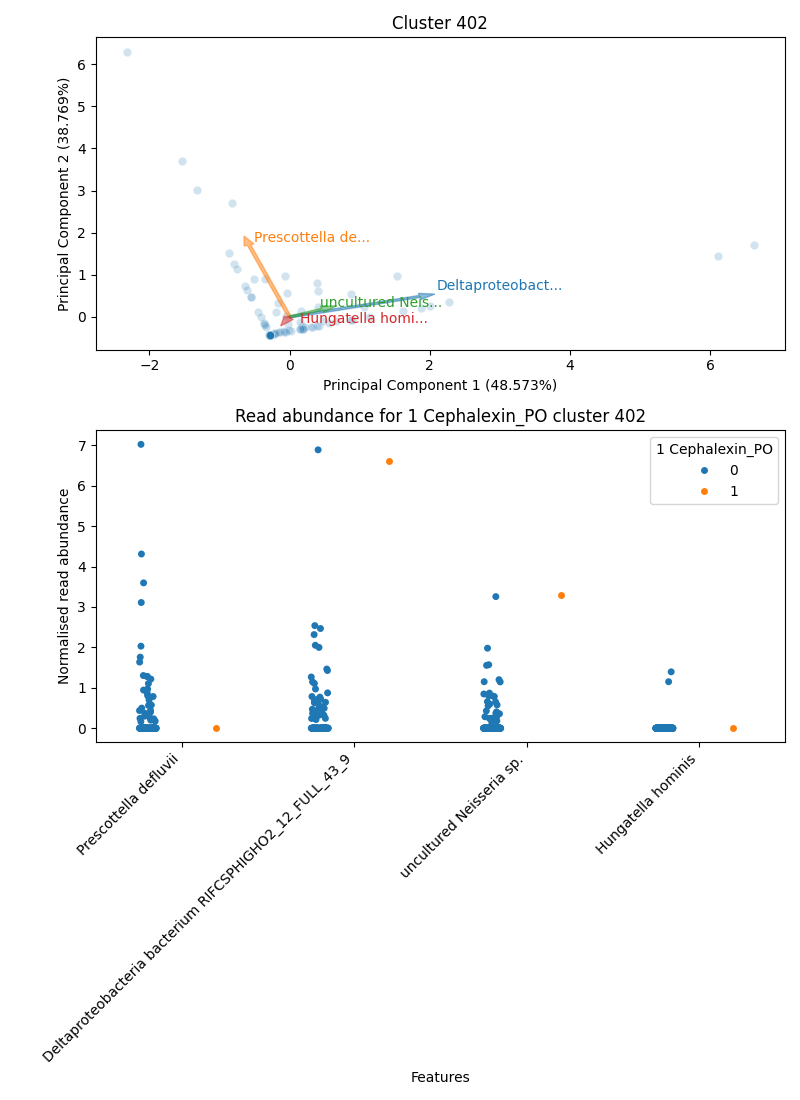 Cluster 402
Principal Component 2 (38.769%)
6
5
4
3
2
1
0
Prescottella de...
Deltaproteobact...
uncultured Neis...
Hungatella homi...
−2
0
2
4
6
Principal Component 1 (48.573%)
Read abundance for 1 Cephalexin_PO cluster 402
Normalised read abundance
7
6
5
4
3
2
1
0
1 Cephalexin_PO
0
1
Prescottella defluvii
Deltaproteobacteria bacterium RIFCSPHIGHO2_12_FULL_43_9
uncultured Neisseria sp.
Hungatella hominis
Features